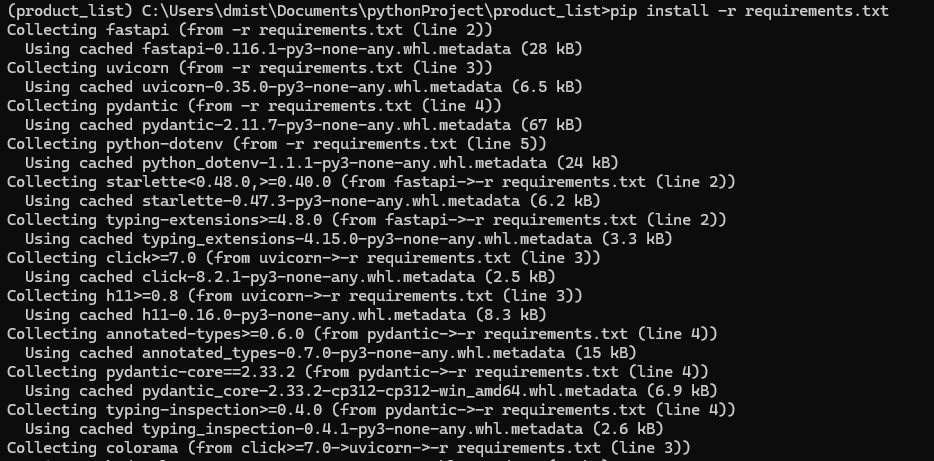 (product_list) C:\Users\dmist\Documents\pythonProject\product_list>pip install -r requirements.txt
Collecting fastapi (from -r requirements.txt (line 2))
  Using cached fastapi-0.116.1-py3-none-any.whl.metadata (28 kB)
Collecting uvicorn (from -r requirements.txt (line 3))
  Using cached uvicorn-0.35.0-py3-none-any.whl.metadata (6.5 kB)
Collecting pydantic (from -r requirements.txt (line 4))
  Using cached pydantic-2.11.7-py3-none-any.whl.metadata (67 kB)
Collecting python-dotenv (from -r requirements.txt (line 5))
  Using cached python_dotenv-1.1.1-py3-none-any.whl.metadata (24 kB)
Collecting starlette<0.48.0,>=0.40.0 (from fastapi->-r requirements.txt (line 2))
  Using cached starlette-0.47.3-py3-none-any.whl.metadata (6.2 kB)
Collecting typing-extensions>=4.8.0 (from fastapi->-r requirements.txt (line 2))
  Using cached typing_extensions-4.15.0-py3-none-any.whl.metadata (3.3 kB)
Collecting click>=7.0 (from uvicorn->-r requirements.txt (line 3))
  Using cached click-8.2.1-py3-none-any.whl.metadata (2.5 kB)
Collecting h11>=0.8 (from uvicorn->-r requirements.txt (line 3))
  Using cached h11-0.16.0-py3-none-any.whl.metadata (8.3 kB)
Collecting annotated-types>=0.6.0 (from pydantic->-r requirements.txt (line 4))
  Using cached annotated_types-0.7.0-py3-none-any.whl.metadata (15 kB)
Collecting pydantic-core==2.33.2 (from pydantic->-r requirements.txt (line 4))
  Using cached pydantic_core-2.33.2-cp312-cp312-win_amd64.whl.metadata (6.9 kB)
Collecting typing-inspection>=0.4.0 (from pydantic->-r requirements.txt (line 4))
  Using cached typing_inspection-0.4.1-py3-none-any.whl.metadata (2.6 kB)
Collecting colorama (from click>=7.0->uvicorn->-r requirements.txt (line 3))